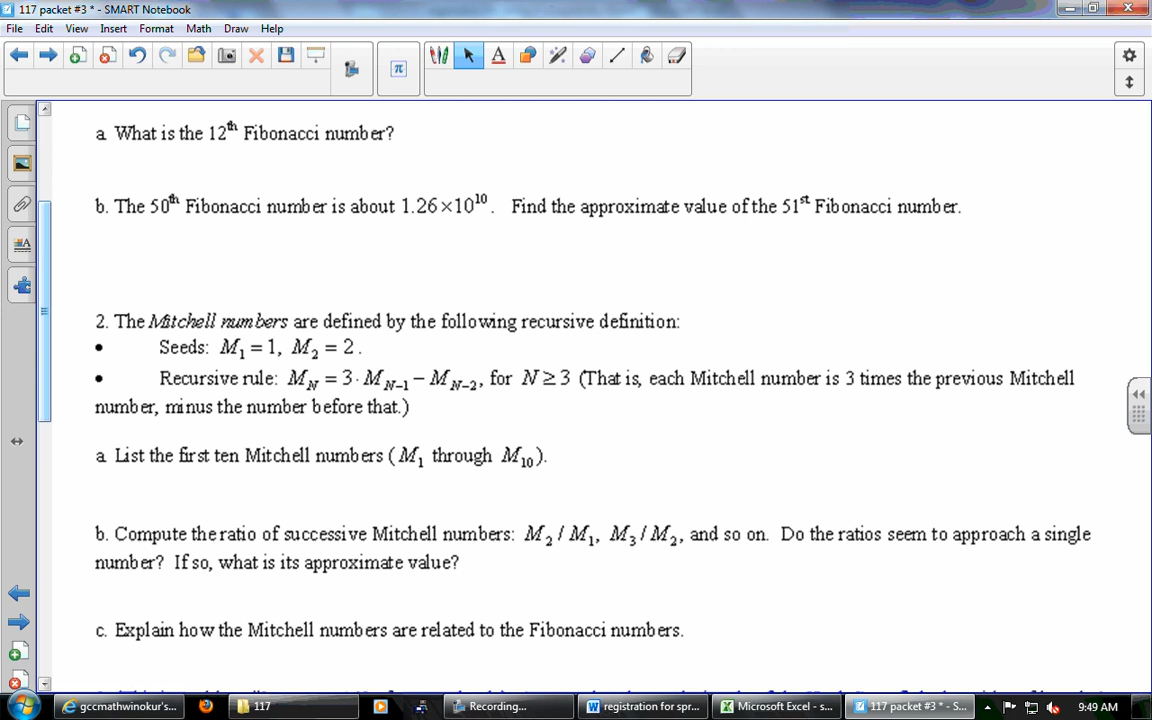 117 packet #3 * - SMART Notebook
File Edit View Insert Format Math Draw Help
a. What is the 12th Fibonacci number?
b. The 50th Fibonacci number is about 1.26×10^10. Find the approximate value of the 51st Fibonacci number.
2. The Mitchell numbers are defined by the following recursive definition:
• Seeds: M₁ = 1, M₂ = 2.
• Recursive rule: M_N = 3·M_{N−1} − M_{N−2}, for N ≥ 3 (That is, each Mitchell number is 3 times the previous Mitchell
number, minus the number before that.)
a. List the first ten Mitchell numbers (M₁ through M₁₀).
b. Compute the ratio of successive Mitchell numbers: M₂ / M₁, M₃ / M₂, and so on. Do the ratios seem to approach a single
number? If so, what is its approximate value?
c. Explain how the Mitchell numbers are related to the Fibonacci numbers.
gccmathwinokur's... 117 Recording... registration for spr... Microsoft Excel - s... 117 packet #3 * - S... 9:49 AM